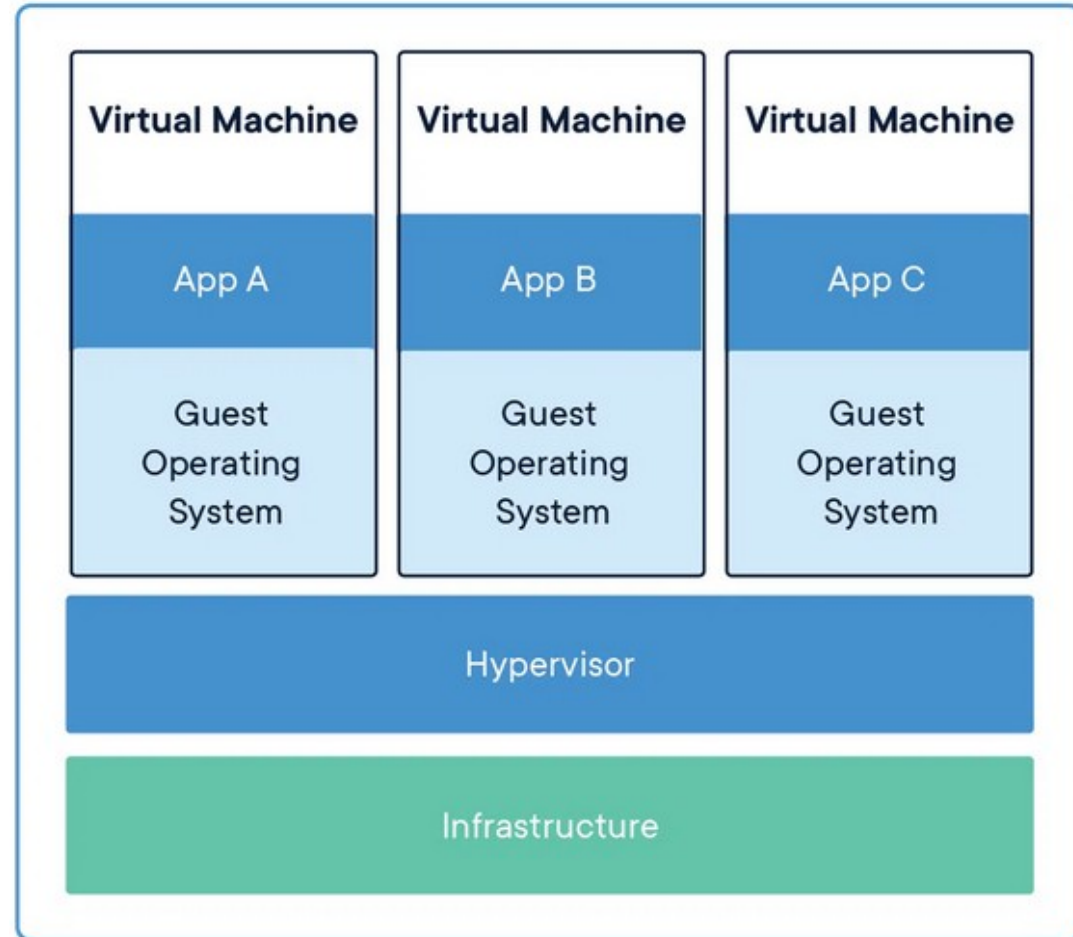 Virtual Machine
App A
Guest
Operating
System
Virtual Machine
App B
Guest
Operating
System
Virtual Machine
App C
Guest
Operating
System
Hypervisor
Infrastructure